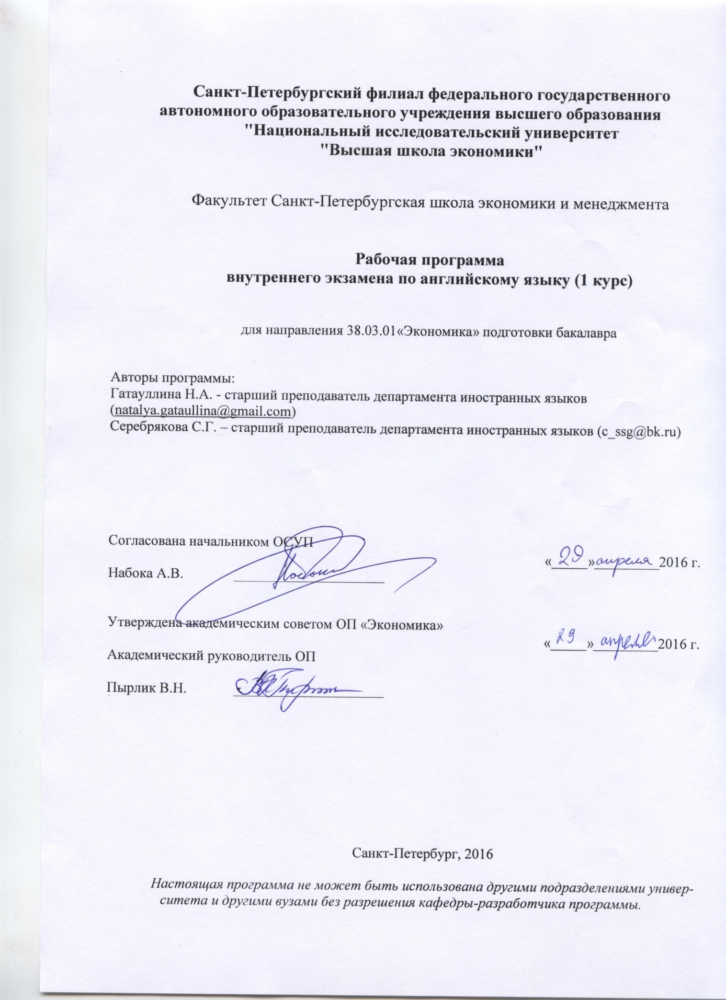 Санкт-Петербургский филиал федерального государственного
автономного образовательного учреждения высшего образования
"Национальный исследовательский университет
"Высшая школа экономики"
Факультет Санкт-Петербургская школа экономики и менеджмента
Рабочая программа
внутреннего экзамена по английскому языку (1 курс)
для направления 38.03.01«Экономика» подготовки бакалавра
Авторы программы:
Гатауллина Н.А. - старший преподаватель департамента иностранных языков
(natalya.gataullina@gmail.com)
Серебрякова С.Г. – старший преподаватель департамента иностранных языков (c_ssg@bk.ru)
Согласована начальником ОСУП
«29» апреля 2016 г.
Набока А.В.
Утверждена академическим советом ОП «Экономика»
«29» апреля 2016 г.
Академический руководитель ОП
Пырлик В.Н.
Санкт-Петербург, 2016
Настоящая программа не может быть использована другими подразделениями универ-
ситета и другими вузами без разрешения кафедры-разработчика программы.